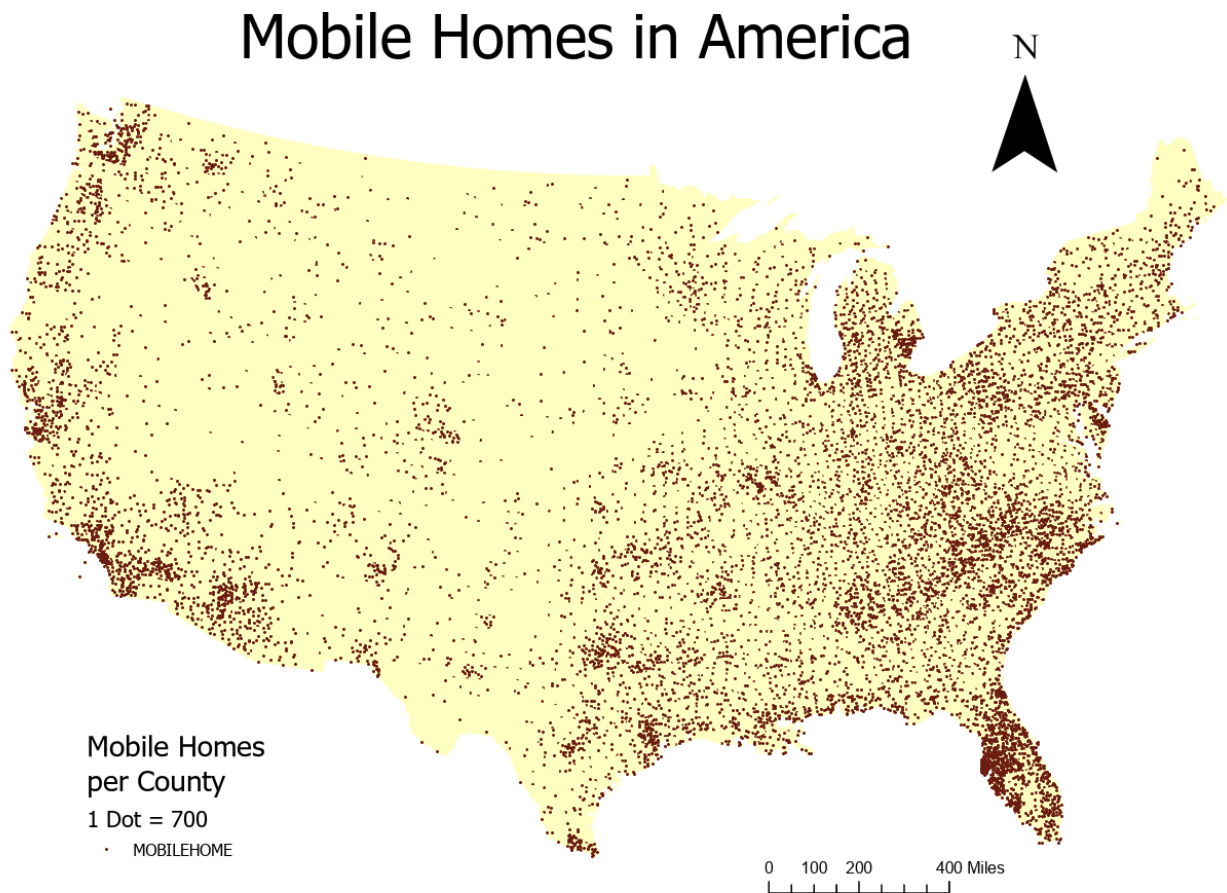 Mobile Homes in America
N
Mobile Homes
per County
1 Dot = 700
MOBILEHOME
0 100 200 400 Miles